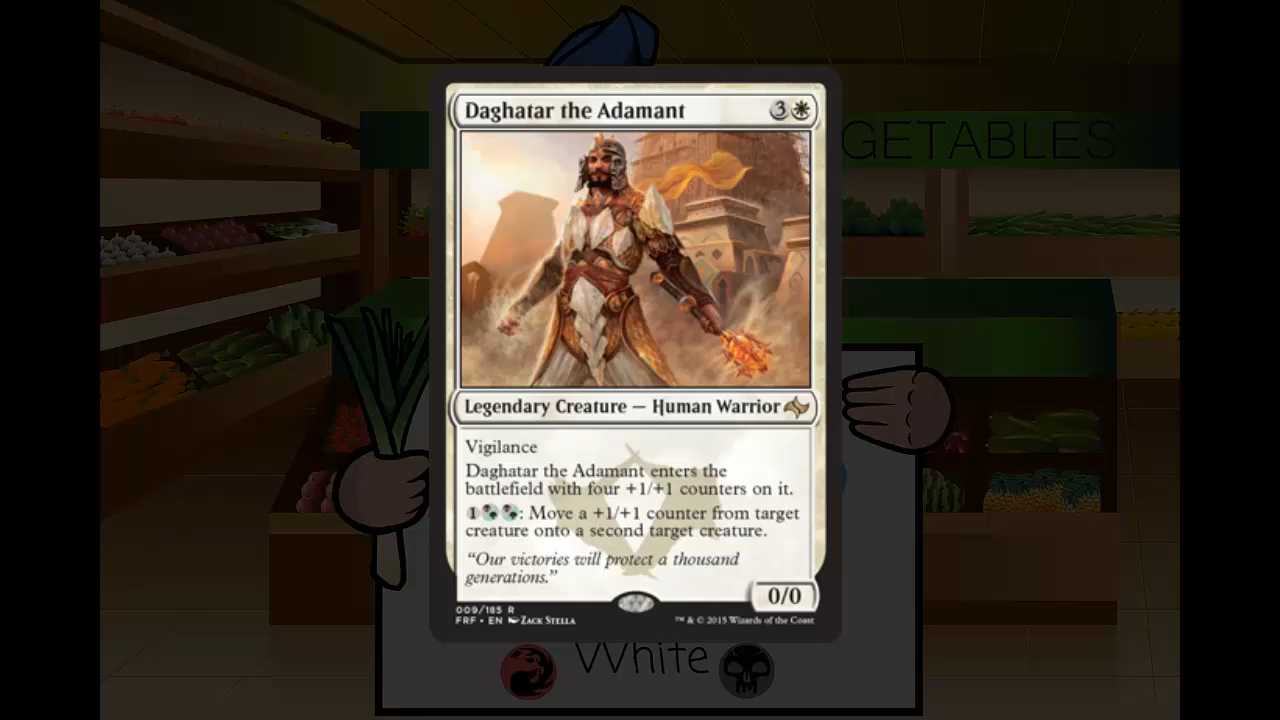 GETABLES
Daghatar the Adamant 3
Legendary Creature — Human Warrior
Vigilance
Daghatar the Adamant enters the
battlefield with four +1/+1 counters on it.
1 : Move a +1/+1 counter from target
creature onto a second target creature.
“Our victories will protect a thousand
generations.”
0/0
009/185 R
FRF • EN Zack Stella
™ & © 2015 Wizards of the Coast
White